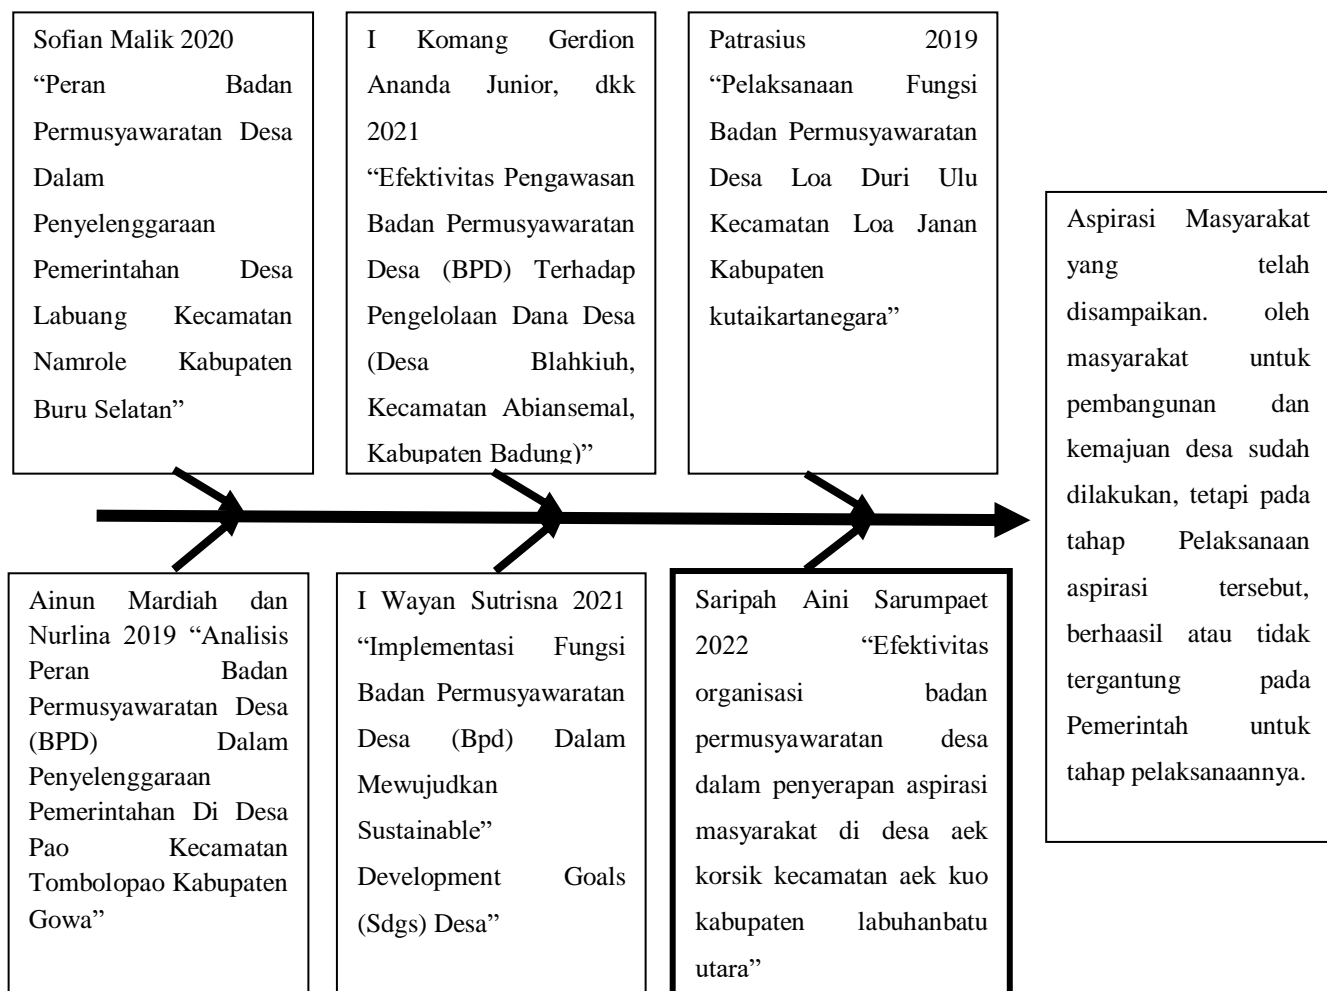 Sofian Malik 2020
“Peran Badan
Permusyawaratan Desa
Dalam
Penyelenggaraan
Pemerintahan Desa
Labuang Kecamatan
Namrole Kabupaten
Buru Selatan”
I Komang Gerdion
Ananda Junior, dkk
2021
“Efektivitas Pengawasan
Badan Permusyawaratan
Desa (BPD) Terhadap
Pengelolaan Dana Desa
(Desa Blahkiuh,
Kecamatan Abiansemal,
Kabupaten Badung)”
Patrasius 2019
“Pelaksanaan Fungsi
Badan Permusyawaratan
Desa Loa Duri Ulu
Kecamatan Loa Janan
Kabupaten
kutaikartanegara”
Aspirasi Masyarakat
yang telah
disampaikan. oleh
masyarakat untuk
pembangunan dan
kemajuan desa sudah
dilakukan, tetapi pada
tahap Pelaksanaan
aspirasi tersebut,
berhaasil atau tidak
tergantung pada
Pemerintah untuk
tahap pelaksanaannya.
Ainun Mardiah dan
Nurlina 2019 “Analisis
Peran Badan
Permusyawaratan Desa
(BPD) Dalam
Penyelenggaraan
Pemerintahan Di Desa
Pao Kecamatan
Tombolopao Kabupaten
Gowa”
I Wayan Sutrisna 2021
“Implementasi Fungsi
Badan Permusyawaratan
Desa (Bpd) Dalam
Mewujudkan
Sustainable”
Development Goals
(Sdgs) Desa”
Saripah Aini Sarumpaet
2022 “Efektivitas
organisasi badan
permusyawaratan desa
dalam penyerapan aspirasi
masyarakat di desa aek
korsik kecamatan aek kuo
kabupaten labuhanbatu
utara”